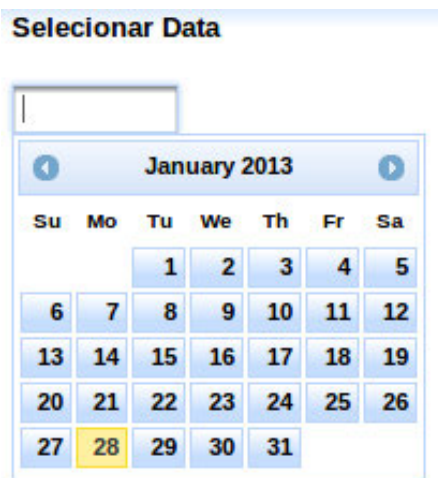 Selecionar Data
January 2013
Su Mo Tu We Th Fr Sa
1 2 3 4 5
6 7 8 9 10 11 12
13 14 15 16 17 18 19
20 21 22 23 24 25 26
27 28 29 30 31